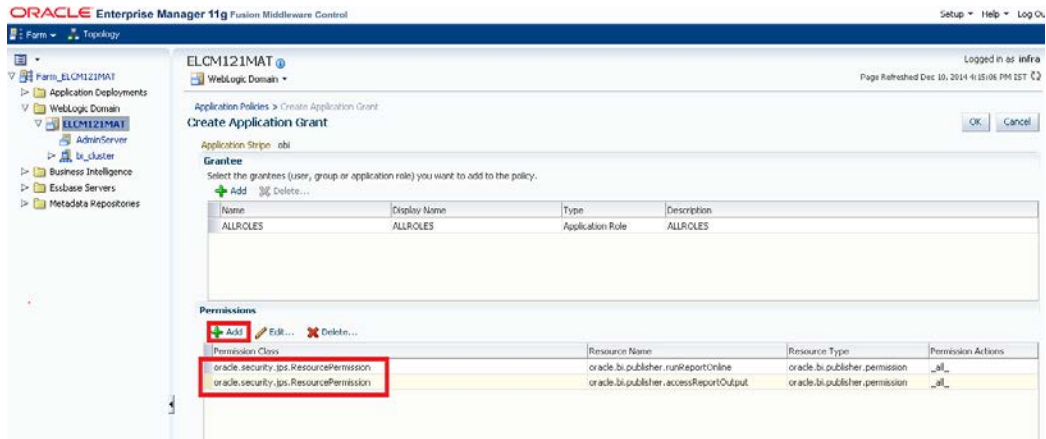 ORACLE Enterprise Manager 11g Fusion Middleware Control
Setup Help Log Ou
Farm Topology
Farm_ELCM121MAT
Application Deployments
WebLogic Domain
ELCM121MAT
AdminServer
bi_cluster
Business Intelligence
Essbase Servers
Metadata Repositories
ELCM121MAT
Logged in as infra
WebLogic Domain
Page Refreshed Dec 10, 2014 4:15:06 PM IST
Application Policies > Create Application Grant
Create Application Grant
OK Cancel
Application Stripe obi
Grantee
Select the grantees (user, group or application role) you want to add to the policy.
Add Delete...
Name Display Name Type Description
ALLROLES ALLROLES Application Role ALLROLES
Permissions
Add Edit... Delete...
Permission Class Resource Name Resource Type Permission Actions
oracle.security.jps.ResourcePermission oracle.bi.publisher.runReportOnline oracle.bi.publisher.permission _all_
oracle.security.jps.ResourcePermission oracle.bi.publisher.accessReportOutput oracle.bi.publisher.permission _all_